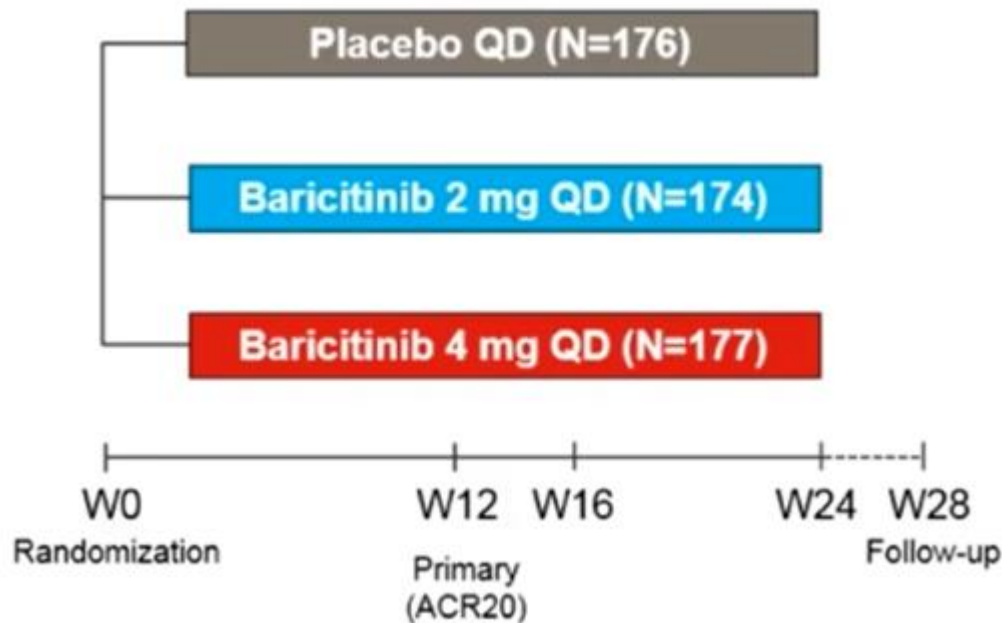 Placebo QD (N=176)
Baricitinib 2 mg QD (N=174)
Baricitinib 4 mg QD (N=177)
W0 W12 W16 W24 W28
Randomization Follow-up
Primary
(ACR20)